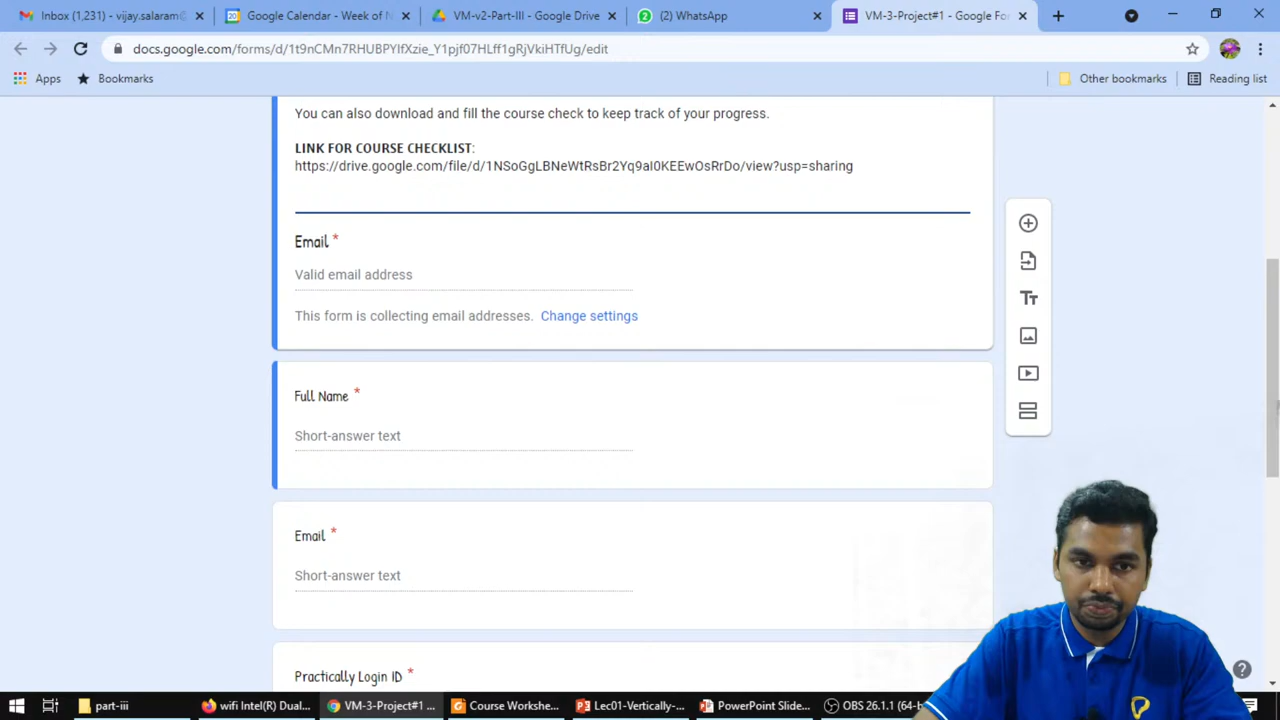 Inbox (1,231) - vijay.salaram@
Google Calendar - Week of N
VM-v2-Part-III - Google Drive
(2) WhatsApp
VM-3-Project#1 - Google Fo
docs.google.com/forms/d/1t9nCMn7RHUBPYlfXzie_Y1pjf07HLff1gRjVkiHTfUg/edit
Apps
Bookmarks
Other bookmarks
Reading list
You can also download and fill the course check to keep track of your progress.
LINK FOR COURSE CHECKLIST:
https://drive.google.com/file/d/1NSoGgLBNeWtRsBr2Yq9aI0KEEwOsRrDo/view?usp=sharing
Email *
Valid email address
This form is collecting email addresses. Change settings
Full Name *
Short-answer text
Email *
Short-answer text
Practically Login ID *
part-iii
wifi Intel(R) Dual...
VM-3-Project#1 ...
Course Workshe...
Lec01-Vertically-...
PowerPoint Slide...
OBS 26.1.1 (64-b